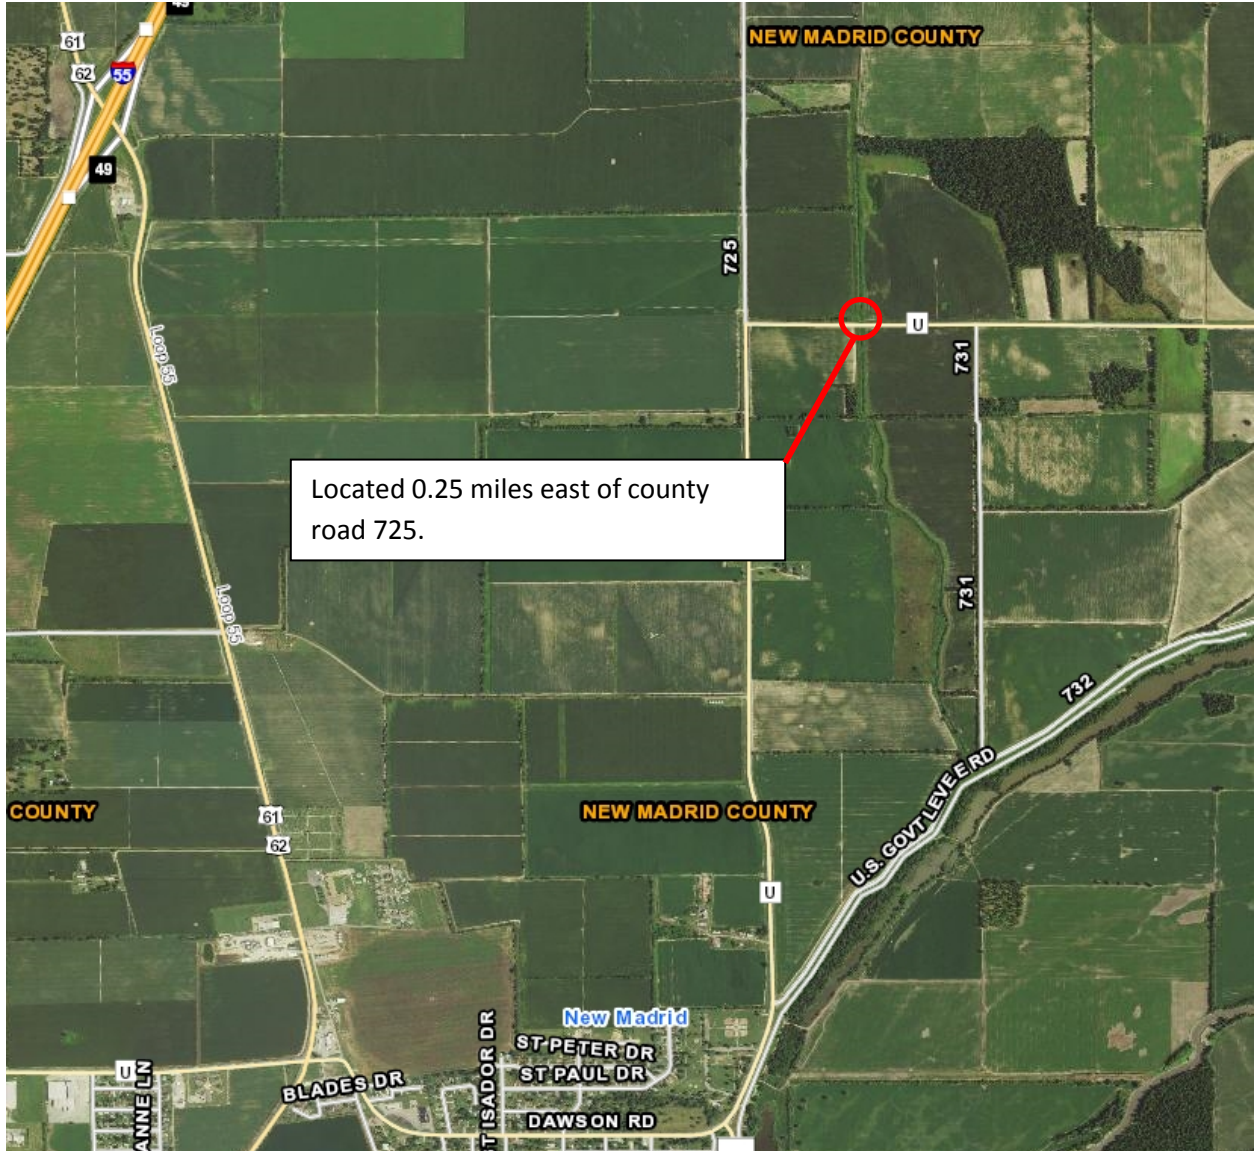 49
61
NEW MADRID COUNTY
62
55
49
725
U
Loop 55
731
Located 0.25 miles east of county
road 725.
731
Loop 55
732
U.S. GOVT LEVEE RD
COUNTY
NEW MADRID COUNTY
61
62
U
New Madrid
ST PETER DR
ST PAUL DR
U
ANNE LN
BLADES DR
ST ISADOR DR
DAWSON RD